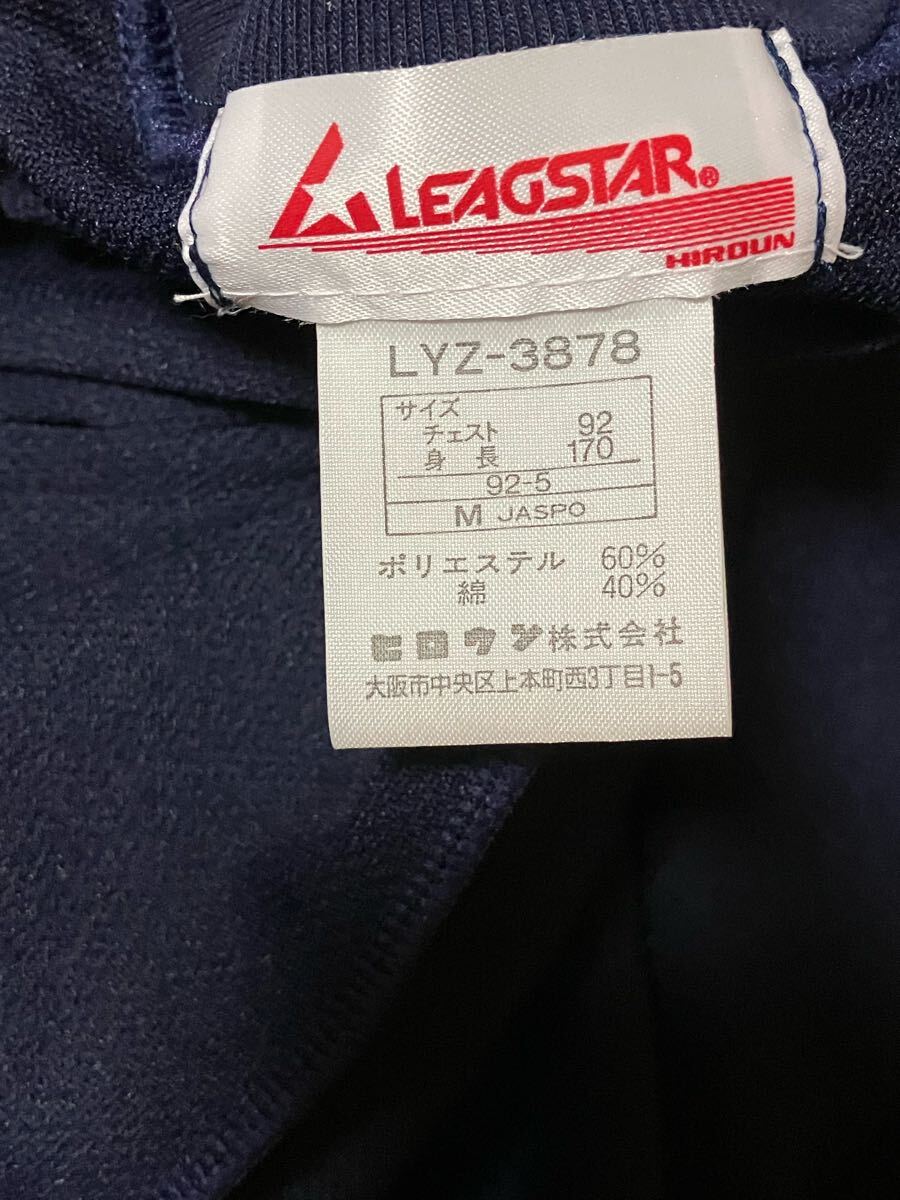 LEAGSTAR®
HIROUN
LYZ-3878
サイズ
チェスト 92
身長 170
92-5
M JASPO
ポリエステル 60%
綿 40%
ヒロウン株式会社
大阪市中央区上本町西3丁目1-5